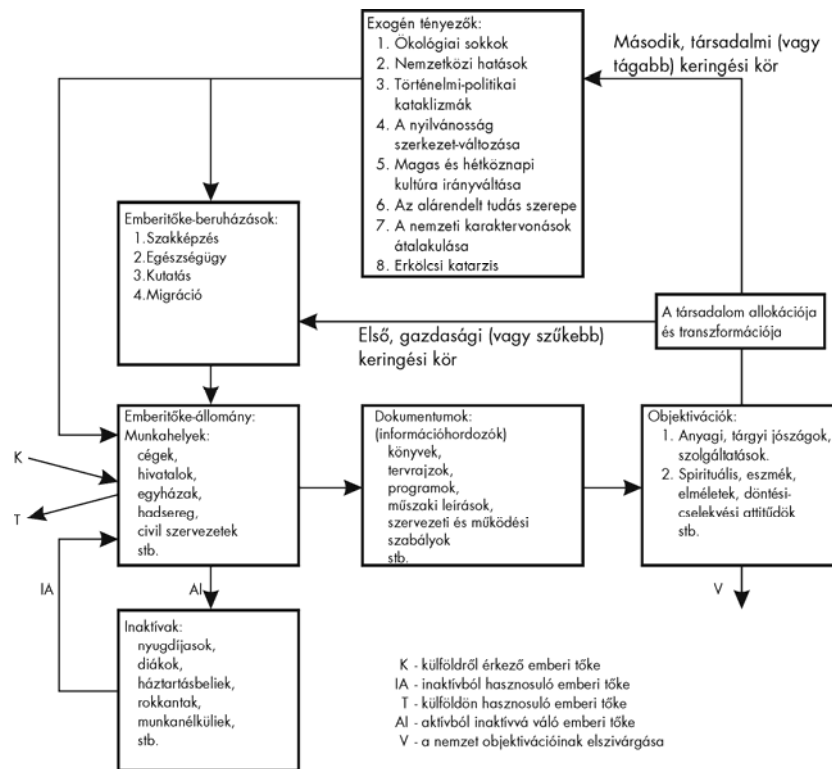 Exogén tényezők:
1. Ökológiai sokkok
2. Nemzetközi hatások
3. Történelmi-politikai
kataklizmák
4. A nyilvánosság
szerkezet-változása
5. Magas és hétköznapi
kultúra irányváltása
6. Az alárendelt tudás szerepe
7. A nemzeti karaktervonások
átalakulása
8. Erkölcsi katarzis
Második, társadalmi (vagy
tágabb) keringési kör
Emberitőke-beruházások:
1.Szakképzés
2.Egészségügy
3.Kutatás
4.Migráció
A társadalom allokációja
és transzformációja
Első, gazdasági (vagy szűkebb)
keringési kör
Emberitőke-állomány:
Munkahelyek:
cégek,
hivatalok,
egyházak,
hadsereg,
civil szervezetek
stb.
K
T
Dokumentumok:
(információhordozók)
könyvek,
tervrajzok,
programok,
műszaki leírások,
szervezeti és működési
szabályok
stb.
Objektivációk:
1. Anyagi, tárgyi jószágok,
szolgáltatások.
2. Spirituális, eszmék,
elméletek, döntési-
cselekvési attitűdök
stb.
IA
AI
V
Inaktívak:
nyugdíjasok,
diákok,
háztartásbeliek,
rokkantak,
munkanélküliek,
stb.
K - külföldről érkező emberi tőke
IA - inaktívból hasznosuló emberi tőke
T - külföldön hasznosuló emberi tőke
AI - aktívból inaktívvá váló emberi tőke
V - a nemzet objektivációinak elszivárgása